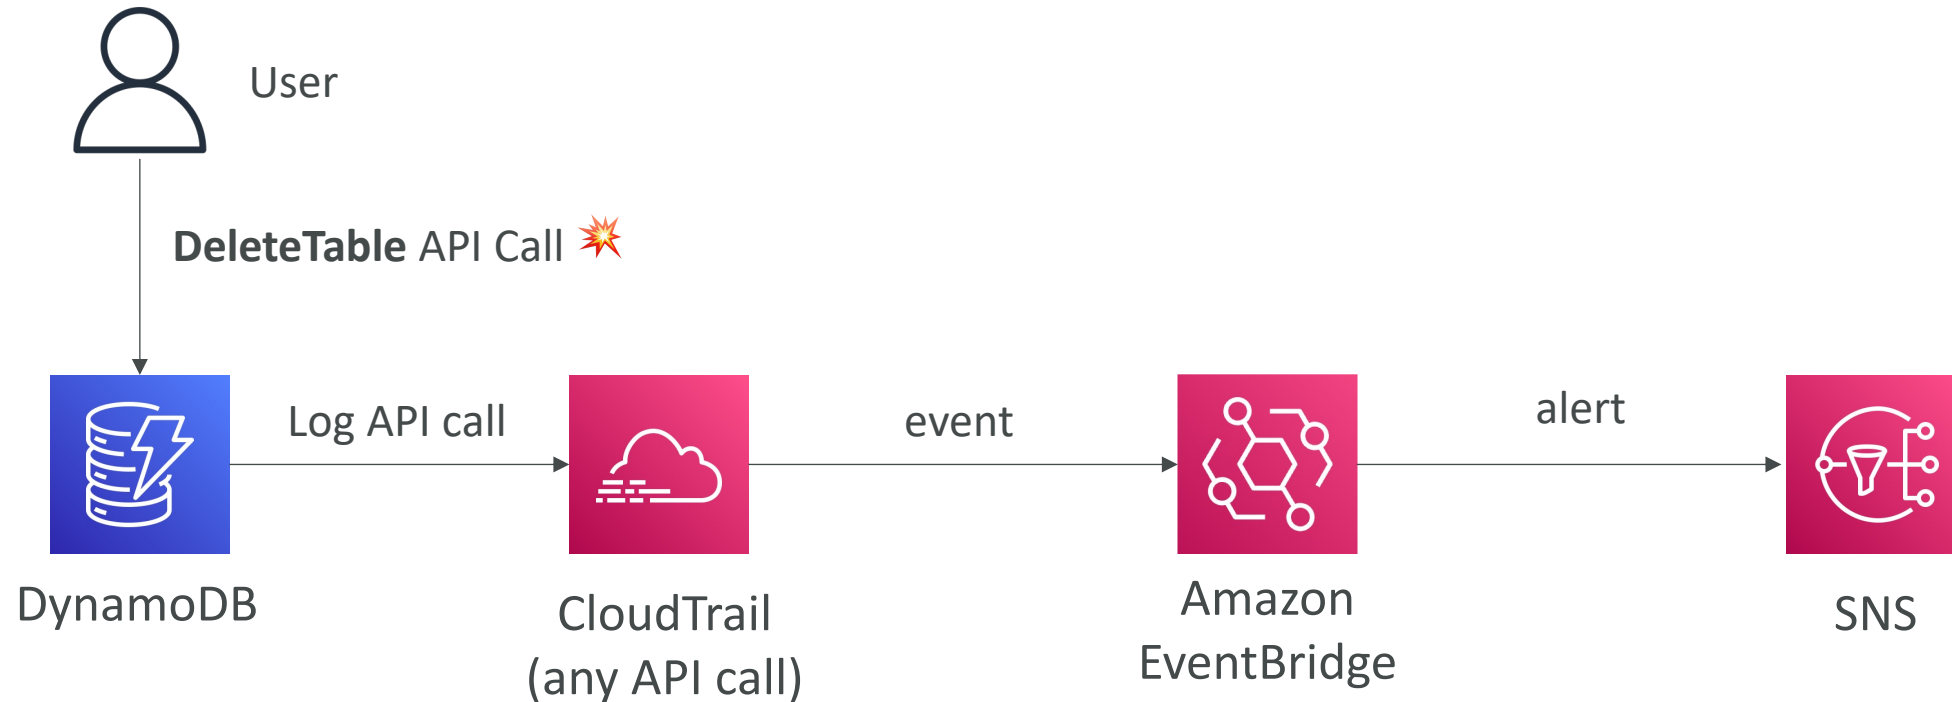 User
DeleteTable API Call
Log API call
event
alert
DynamoDB
CloudTrail
(any API call)
Amazon
EventBridge
SNS